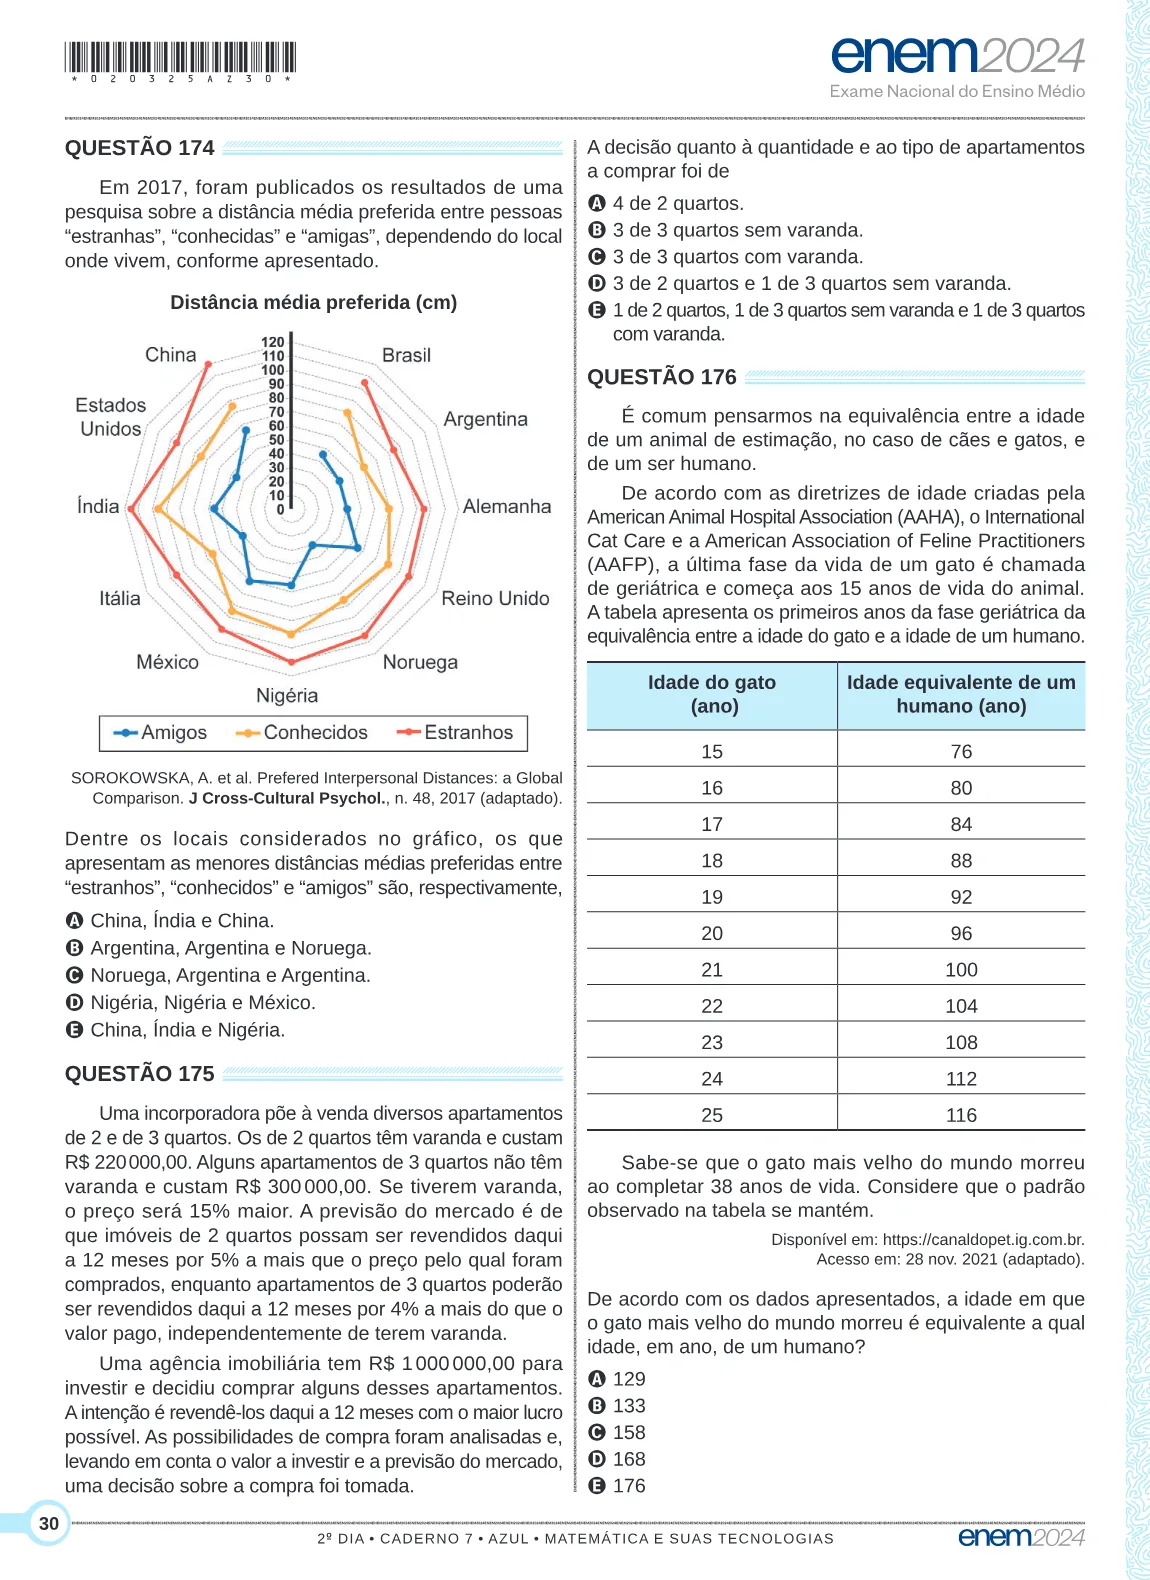 *020325AZ30*
enem2024
Exame Nacional do Ensino Médio
QUESTÃO 174
Em 2017, foram publicados os resultados de uma
pesquisa sobre a distância média preferida entre pessoas
“estranhas”, “conhecidas” e “amigas”, dependendo do local
onde vivem, conforme apresentado.
Distância média preferida (cm)
120
110
100
90
80
70
60
50
40
30
20
10
0
China
Brasil
Estados
Unidos
Argentina
Índia
Alemanha
Itália
Reino Unido
México
Noruega
Nigéria
Amigos Conhecidos Estranhos
SOROKOWSKA, A. et al. Prefered Interpersonal Distances: a Global
Comparison. J Cross-Cultural Psychol., n. 48, 2017 (adaptado).
Dentre os locais considerados no gráfico, os que
apresentam as menores distâncias médias preferidas entre
“estranhos”, “conhecidos” e “amigos” são, respectivamente,
A China, Índia e China.
B Argentina, Argentina e Noruega.
C Noruega, Argentina e Argentina.
D Nigéria, Nigéria e México.
E China, Índia e Nigéria.
QUESTÃO 175
Uma incorporadora põe à venda diversos apartamentos
de 2 e de 3 quartos. Os de 2 quartos têm varanda e custam
R$ 220 000,00. Alguns apartamentos de 3 quartos não têm
varanda e custam R$ 300 000,00. Se tiverem varanda,
o preço será 15% maior. A previsão do mercado é de
que imóveis de 2 quartos possam ser revendidos daqui
a 12 meses por 5% a mais que o preço pelo qual foram
comprados, enquanto apartamentos de 3 quartos poderão
ser revendidos daqui a 12 meses por 4% a mais do que o
valor pago, independentemente de terem varanda.
Uma agência imobiliária tem R$ 1 000 000,00 para
investir e decidiu comprar alguns desses apartamentos.
A intenção é revendê-los daqui a 12 meses com o maior lucro
possível. As possibilidades de compra foram analisadas e,
levando em conta o valor a investir e a previsão do mercado,
uma decisão sobre a compra foi tomada.
A decisão quanto à quantidade e ao tipo de apartamentos
a comprar foi de
A 4 de 2 quartos.
B 3 de 3 quartos sem varanda.
C 3 de 3 quartos com varanda.
D 3 de 2 quartos e 1 de 3 quartos sem varanda.
E 1 de 2 quartos, 1 de 3 quartos sem varanda e 1 de 3 quartos
com varanda.
QUESTÃO 176
É comum pensarmos na equivalência entre a idade
de um animal de estimação, no caso de cães e gatos, e
de um ser humano.
De acordo com as diretrizes de idade criadas pela
American Animal Hospital Association (AAHA), o International
Cat Care e a American Association of Feline Practitioners
(AAFP), a última fase da vida de um gato é chamada
de geriátrica e começa aos 15 anos de vida do animal.
A tabela apresenta os primeiros anos da fase geriátrica da
equivalência entre a idade do gato e a idade de um humano.
Idade do gato
(ano)
Idade equivalente de um
humano (ano)
15 76
16 80
17 84
18 88
19 92
20 96
21 100
22 104
23 108
24 112
25 116
Sabe-se que o gato mais velho do mundo morreu
ao completar 38 anos de vida. Considere que o padrão
observado na tabela se mantém.
Disponível em: https://canaldopet.ig.com.br.
Acesso em: 28 nov. 2021 (adaptado).
De acordo com os dados apresentados, a idade em que
o gato mais velho do mundo morreu é equivalente a qual
idade, em ano, de um humano?
A 129
B 133
C 158
D 168
E 176
30
2º DIA • CADERNO 7 • AZUL • MATEMÁTICA E SUAS TECNOLOGIAS
enem2024